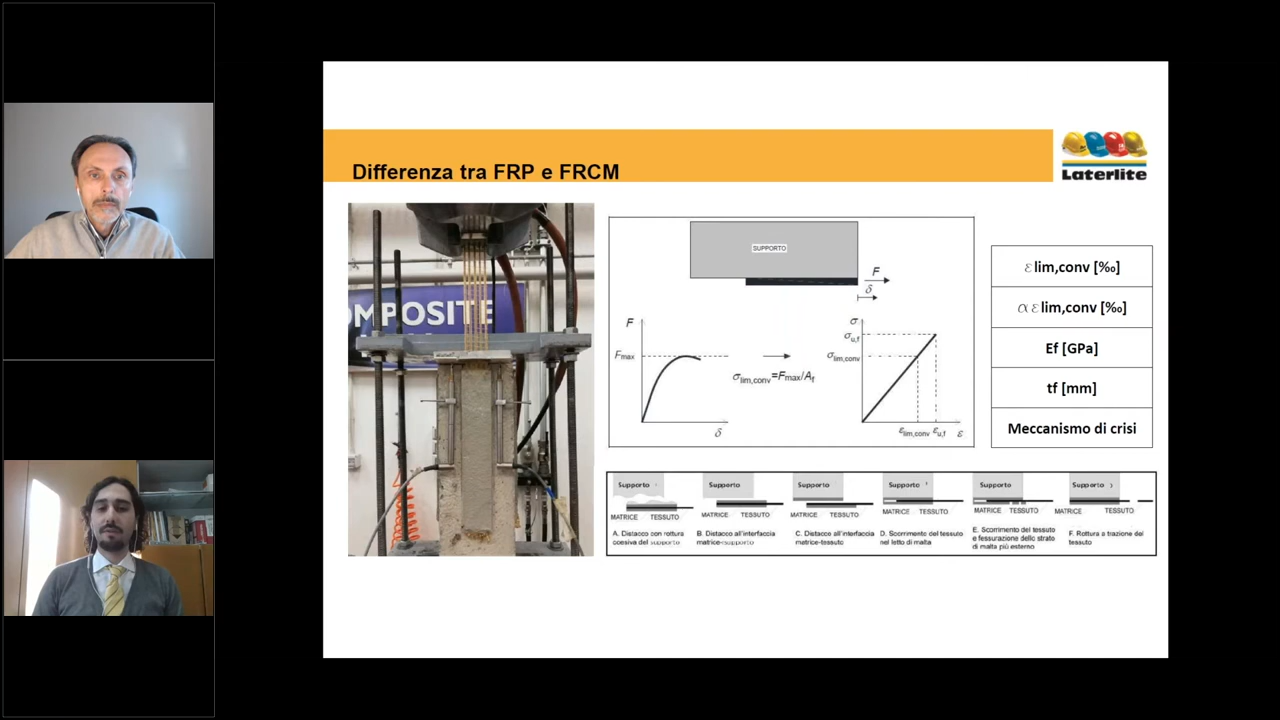 Differenza tra FRP e FRCM
Laterlite
OMPOSITE
SUPPORTO
F
δ
F
Fmax
δ
σlim,conv=Fmax/Af
σ
σu,f
σlim,conv
εlim,conv εu,f ε
ε lim,conv [‰]
α ε lim,conv [‰]
Ef [GPa]
tf [mm]
Meccanismo di crisi
Supporto
MATRICE TESSUTO
A. Distacco con rottura
coesiva del supporto
Supporto
MATRICE TESSUTO
B. Distacco all'interfaccia
matrice-supporto
Supporto
MATRICE TESSUTO
C. Distacco all'interfaccia
matrice-tessuto
Supporto
MATRICE TESSUTO
D. Scorrimento del tessuto
nel letto di malta
Supporto
MATRICE TESSUTO
E. Scorrimento del tessuto
e fessurazione dello strato
di malta più esterno
Supporto
MATRICE TESSUTO
F. Rottura a trazione del
tessuto